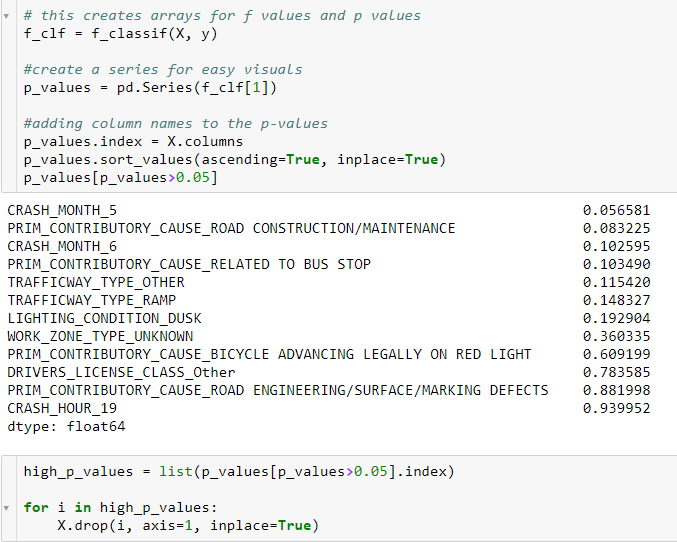 # this creates arrays for f values and p values
f_clf = f_classif(X, y)
#create a series for easy visuals
p_values = pd.Series(f_clf[1])
#adding column names to the p-values
p_values.index = X.columns
p_values.sort_values(ascending=True, inplace=True)
p_values[p_values>0.05]
CRASH_MONTH_5 0.056581
PRIM_CONTRIBUTORY_CAUSE_ROAD CONSTRUCTION/MAINTENANCE 0.083225
CRASH_MONTH_6 0.102595
PRIM_CONTRIBUTORY_CAUSE_RELATED TO BUS STOP 0.103490
TRAFFICWAY_TYPE_OTHER 0.115420
TRAFFICWAY_TYPE_RAMP 0.148327
LIGHTING_CONDITION_DUSK 0.192904
WORK_ZONE_TYPE_UNKNOWN 0.360335
PRIM_CONTRIBUTORY_CAUSE_BICYCLE ADVANCING LEGALLY ON RED LIGHT 0.609199
DRIVERS_LICENSE_CLASS_Other 0.783585
PRIM_CONTRIBUTORY_CAUSE_ROAD ENGINEERING/SURFACE/MARKING DEFECTS 0.881998
CRASH_HOUR_19 0.939952
dtype: float64
high_p_values = list(p_values[p_values>0.05].index)
for i in high_p_values:
    X.drop(i, axis=1, inplace=True)